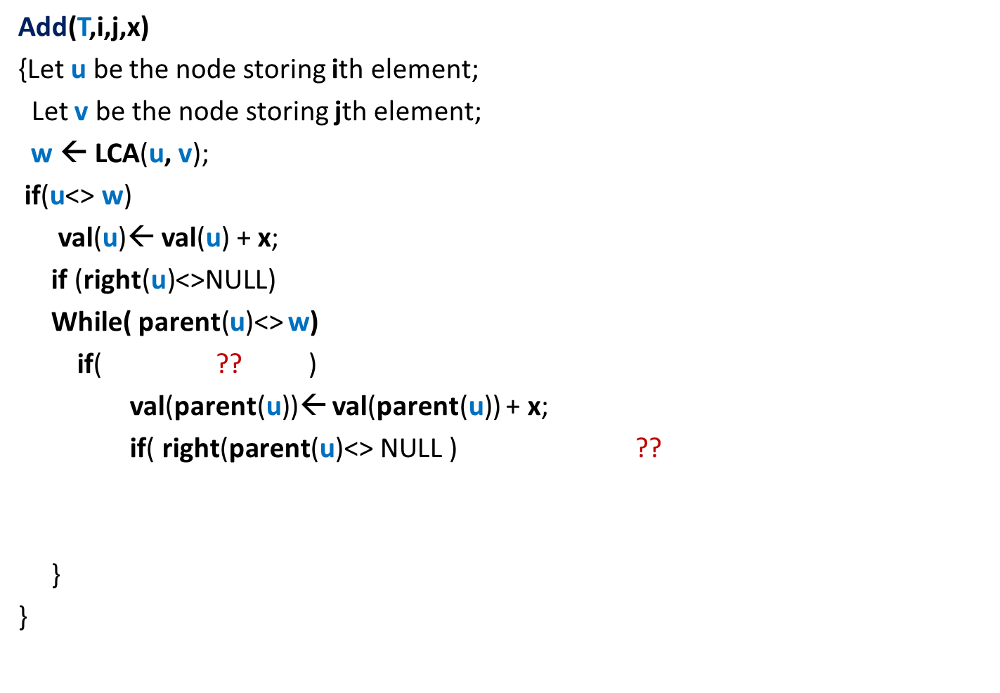 Add(T,i,j,x)
{Let u be the node storing ith element;
Let v be the node storing jth element;
w ← LCA(u, v);
if(u<> w)
val(u)← val(u) + x;
if (right(u)<>NULL)
While( parent(u)<> w)
if( ?? )
val(parent(u))← val(parent(u)) + x;
if( right(parent(u)<> NULL ) ??
}
}